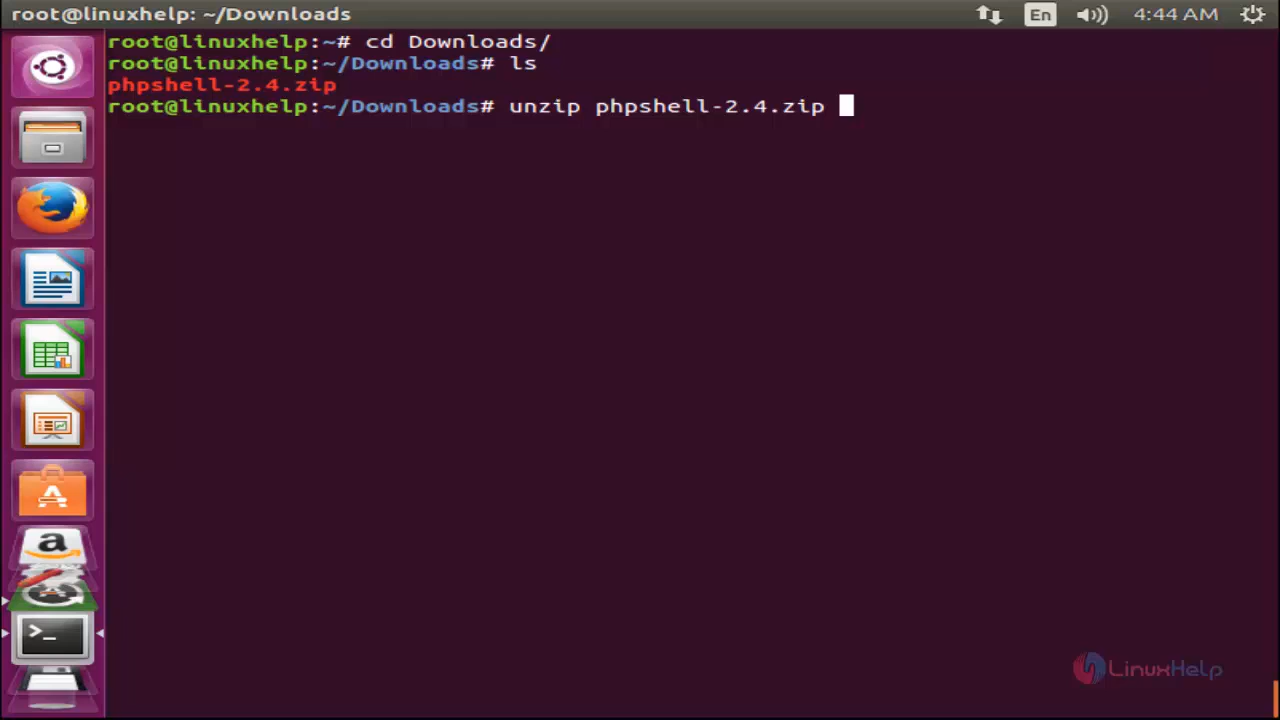 root@linuxhelp: ~/Downloads
En
4:44 AM
root@linuxhelp:~# cd Downloads/
root@linuxhelp:~/Downloads# ls
phpshell-2.4.zip
root@linuxhelp:~/Downloads# unzip phpshell-2.4.zip
LinuxHelp